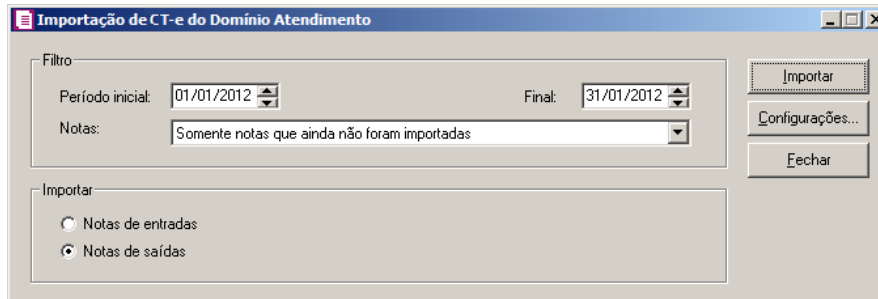 Importação de CT-e do Domínio Atendimento
Filtro
Período inicial: 01/01/2012 Final: 31/01/2012
Notas: Somente notas que ainda não foram importadas
Importar
Configurações...
Fechar
Importar
Notas de entradas
Notas de saídas